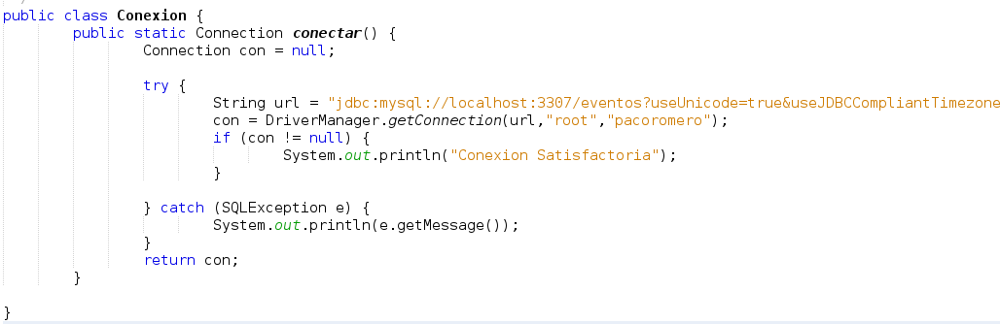 public class Conexion {
public static Connection conectar() {
Connection con = null;
try {
String url = "jdbc:mysql://localhost:3307/eventos?useUnicode=true&useJDBCCompliantTimezone
con = DriverManager.getConnection(url,"root","pacoromero");
if (con != null) {
System.out.println("Conexion Satisfactoria");
}
} catch (SQLException e) {
System.out.println(e.getMessage());
}
return con;
}
}